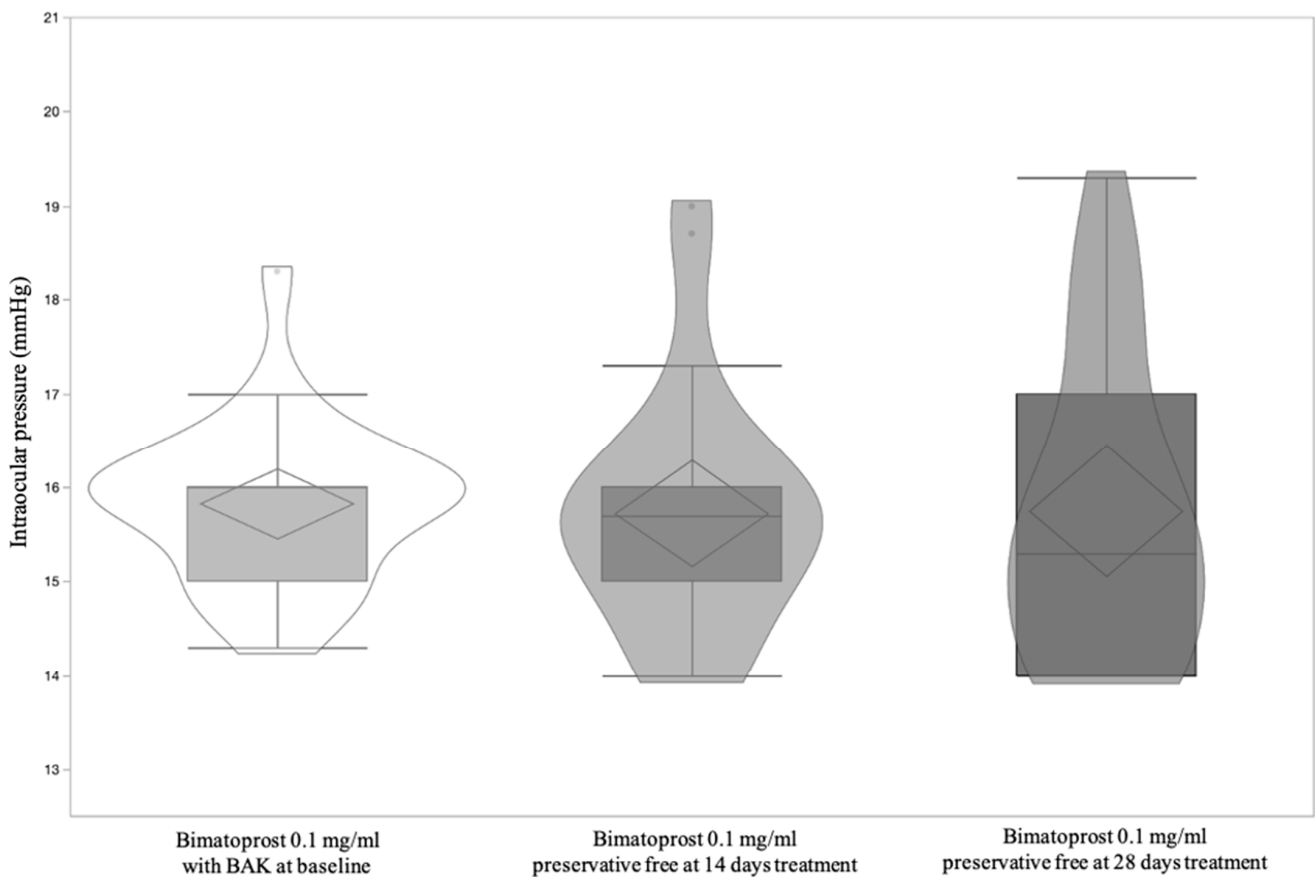 21
20
19
18
17
16
15
14
13
Intraocular pressure (mmHg)
Bimatoprost 0.1 mg/ml
with BAK at baseline
Bimatoprost 0.1 mg/ml
preservative free at 14 days treatment
Bimatoprost 0.1 mg/ml
preservative free at 28 days treatment